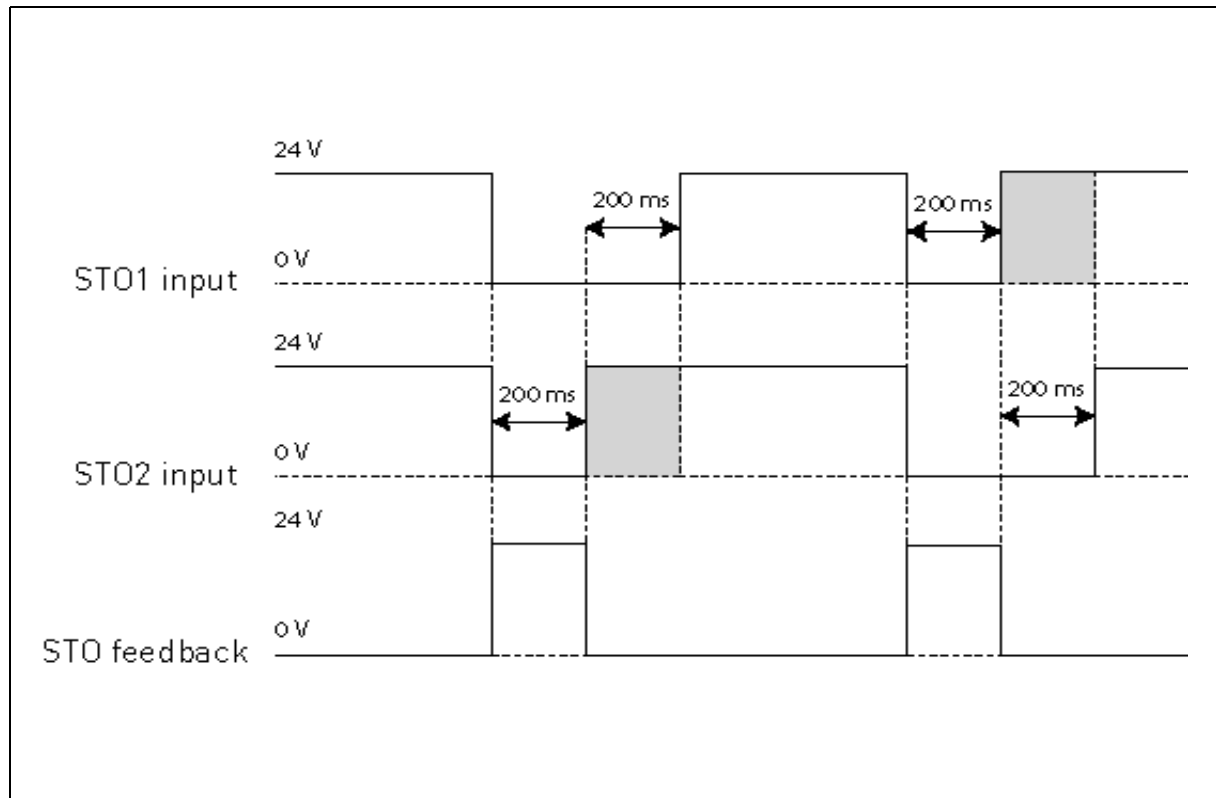 24 V
200 ms
200 ms
0 V
STO1 input
24 V
200 ms
200 ms
0 V
STO2 input
24 V
0 V
STO feedback